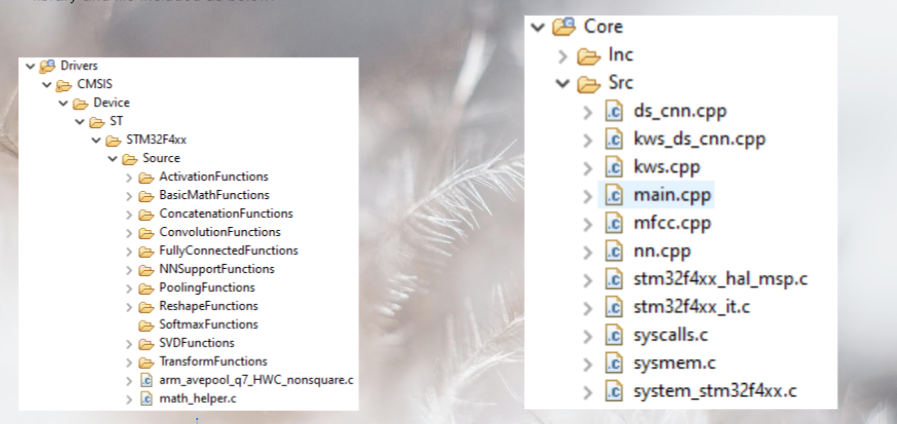 Drivers
CMSIS
Device
ST
STM32F4xx
Source
ActivationFunctions
BasicMathFunctions
ConcatenationFunctions
ConvolutionFunctions
FullyConnectedFunctions
NNSupportFunctions
PoolingFunctions
ReshapeFunctions
SoftmaxFunctions
SVDFunctions
TransformFunctions
arm_avepool_q7_HWC_nonsquare.c
math_helper.c
Core
Inc
Src
ds_cnn.cpp
kws_ds_cnn.cpp
kws.cpp
main.cpp
mfcc.cpp
nn.cpp
stm32f4xx_hal_msp.c
stm32f4xx_it.c
syscalls.c
sysmem.c
system_stm32f4xx.c